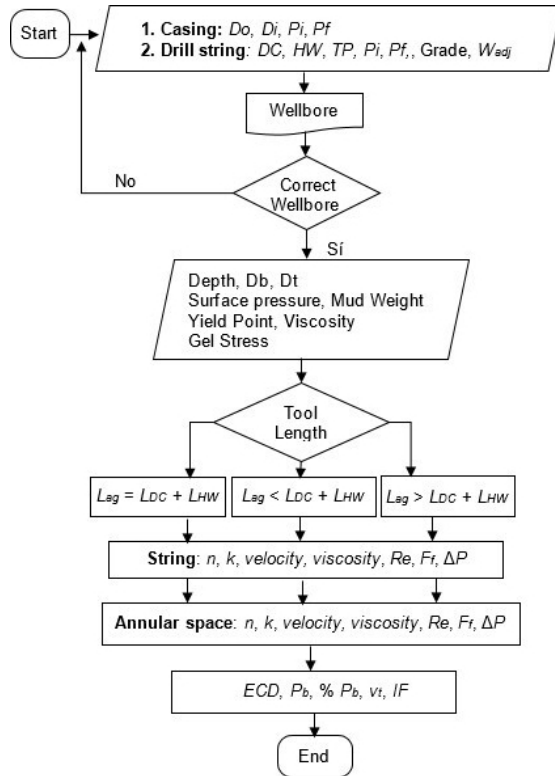 Start
1. Casing: Do, Di, Pi, Pf
2. Drill string: DC, HW, TP, Pi, Pf,, Grade, Wadj
Wellbore
No
Correct
Wellbore
Sí
Depth, Db, Dt
Surface pressure, Mud Weight
Yield Point, Viscosity
Gel Stress
Tool
Length
Lag = LDC + LHW
Lag < LDC + LHW
Lag > LDC + LHW
String: n, k, velocity, viscosity, Re, Ff, ΔP
Annular space: n, k, velocity, viscosity, Re, Ff, ΔP
ECD, Pb, % Pb, vt, IF
End